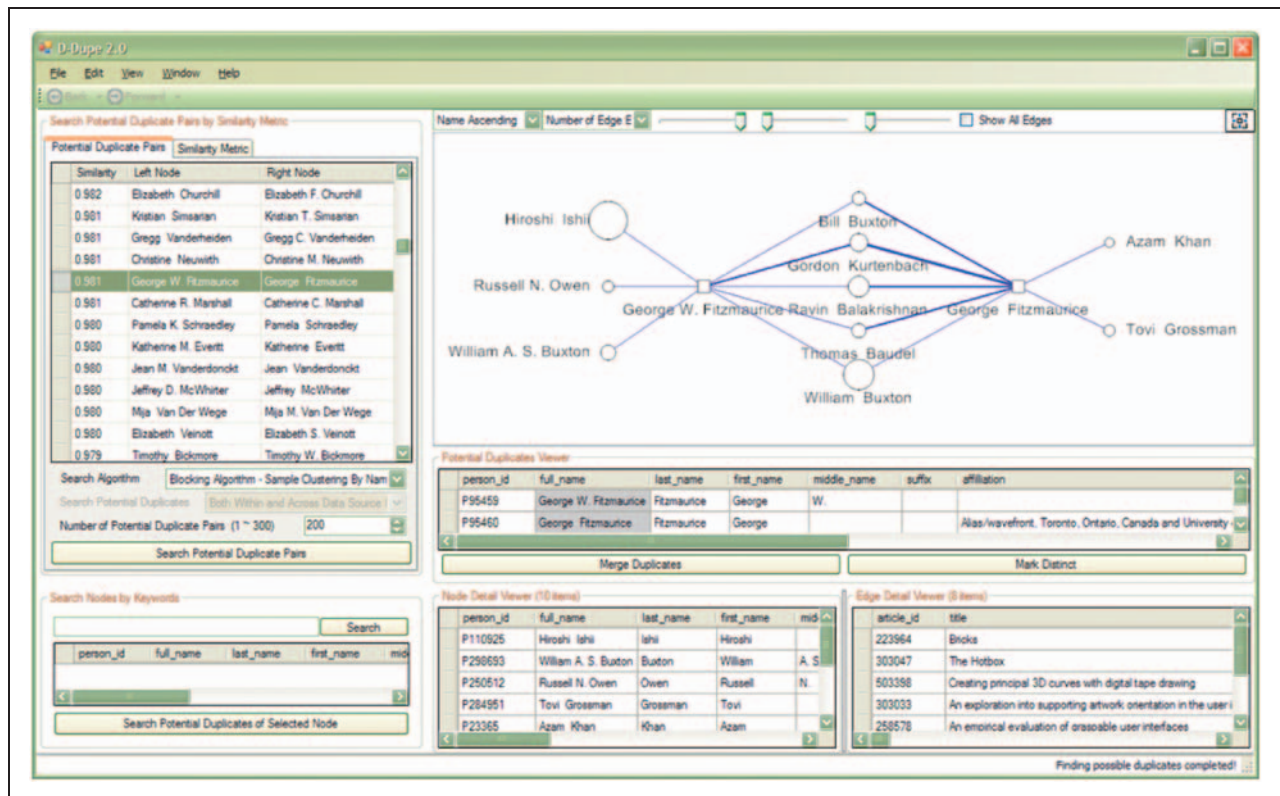 D-Dupe 2.0
File Edit View Window Help
Back Forward
Search Potential Duplicate Pairs by Similarity Metric
Potential Duplicate Pairs Similarity Metric
Similarity Left Node Right Node
0.982 Elizabeth Churchill Elizabeth F. Churchill
0.981 Kristian Simsarian Kristian T. Simsarian
0.981 Gregg Vanderheiden Gregg C. Vanderheiden
0.981 Christine Neuwirth Christine M. Neuwirth
0.981 George W. Fitzmaurice George Fitzmaurice
0.981 Catherine R. Marshall Catherine C. Marshall
0.980 Pamela K. Schraedley Pamela Schraedley
0.980 Katherine M. Everitt Katherine Everitt
0.980 Jean M. Vanderdonckt Jean Vanderdonckt
0.980 Jeffrey D. McWhirter Jeffrey McWhirter
0.980 Mija Van Der Wege Mija M. Van Der Wege
0.980 Elizabeth Veinott Elizabeth S. Veinott
0.979 Timothy Bickmore Timothy W. Bickmore
Search Algorithm Blocking Algorithm - Sample Clustering By Nam
Search Potential Duplicates Both Within and Across Data Source
Number of Potential Duplicate Pairs (1 ~ 300) 200
Search Potential Duplicate Pairs
Search Nodes by Keywords
Search
person_id full_name last_name first_name mid
Search Potential Duplicates of Selected Node
Name Ascending Number of Edge E Show All Edges
Hiroshi Ishii
Bill Buxton
Azam Khan
Gordon Kurtenbach
Russell N. Owen
George W. Fitzmaurice Ravin Balakrishnan George Fitzmaurice
Tovi Grossman
William A. S. Buxton
Thomas Baudel
William Buxton
Potential Duplicates Viewer
person_id full_name last_name first_name middle_name suffix affiliation
P95459 George W. Fitzmaurice Fitzmaurice George W.
P95460 George Fitzmaurice Fitzmaurice George Alias/wavefront, Toronto, Ontario, Canada and University
Merge Duplicates Mark Distinct
Node Detail Viewer (10 items)
person_id full_name last_name first_name mid
P110925 Hiroshi Ishii Ishii Hiroshi
P298693 William A. S. Buxton Buxton William A. S
P250512 Russell N. Owen Owen Russell N.
P284951 Tovi Grossman Grossman Tovi
P23365 Azam Khan Khan Azam
Edge Detail Viewer (8 items)
article_id title
223964 Bricks
303047 The Hotbox
503398 Creating principal 3D curves with digital tape drawing
303033 An exploration into supporting artwork orientation in the user i
258578 An empirical evaluation of graspable user interfaces
Finding possible duplicates completed!